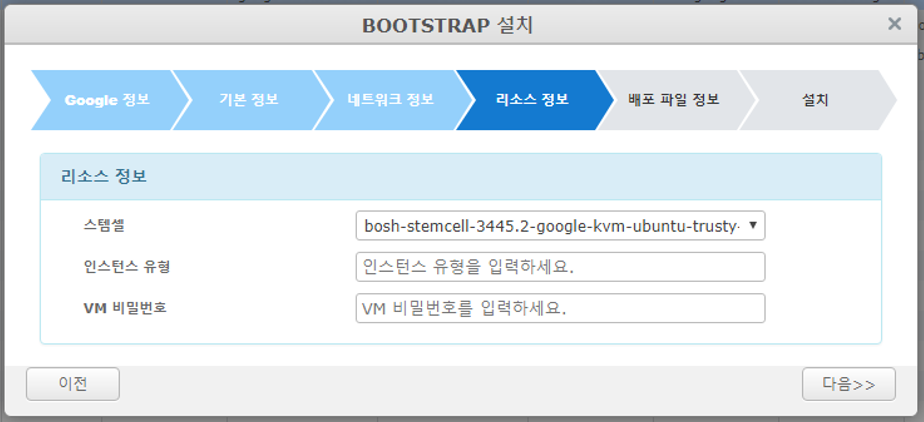 BOOTSTRAP 설치
Google 정보
기본 정보
네트워크 정보
리소스 정보
배포 파일 정보
설치
리소스 정보
스템셀 bosh-stemcell-3445.2-google-kvm-ubuntu-trusty-
인스턴스 유형 인스턴스 유형을 입력하세요.
VM 비밀번호 VM 비밀번호를 입력하세요.
이전 다음>>